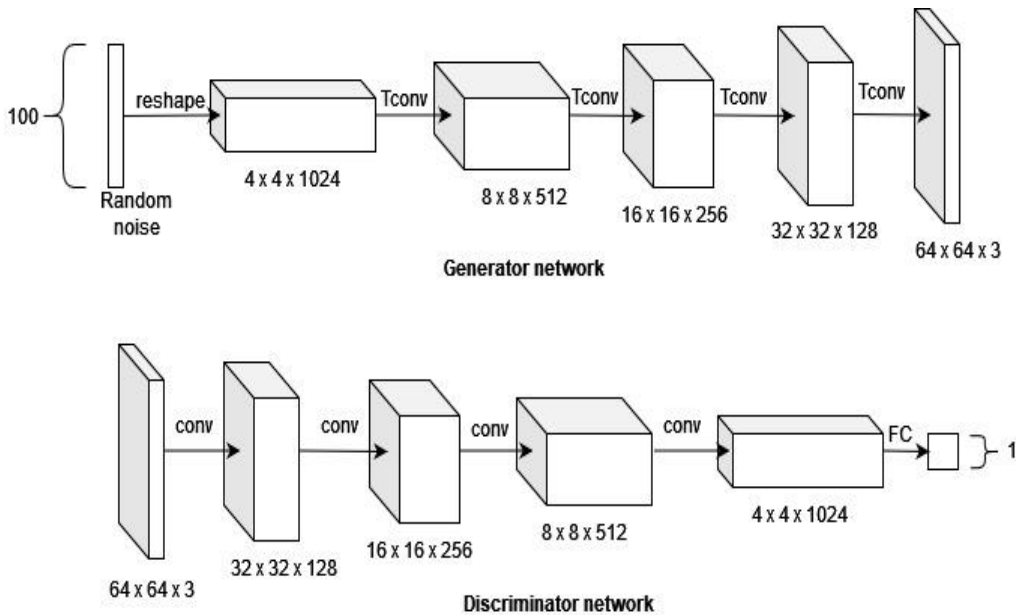 100
Random
noise
reshape
4 x 4 x 1024
Tconv
8 x 8 x 512
Tconv
16 x 16 x 256
Tconv
32 x 32 x 128
Tconv
64 x 64 x 3
Generator network
64 x 64 x 3
conv
32 x 32 x 128
conv
16 x 16 x 256
conv
8 x 8 x 512
conv
4 x 4 x 1024
FC
1
Discriminator network